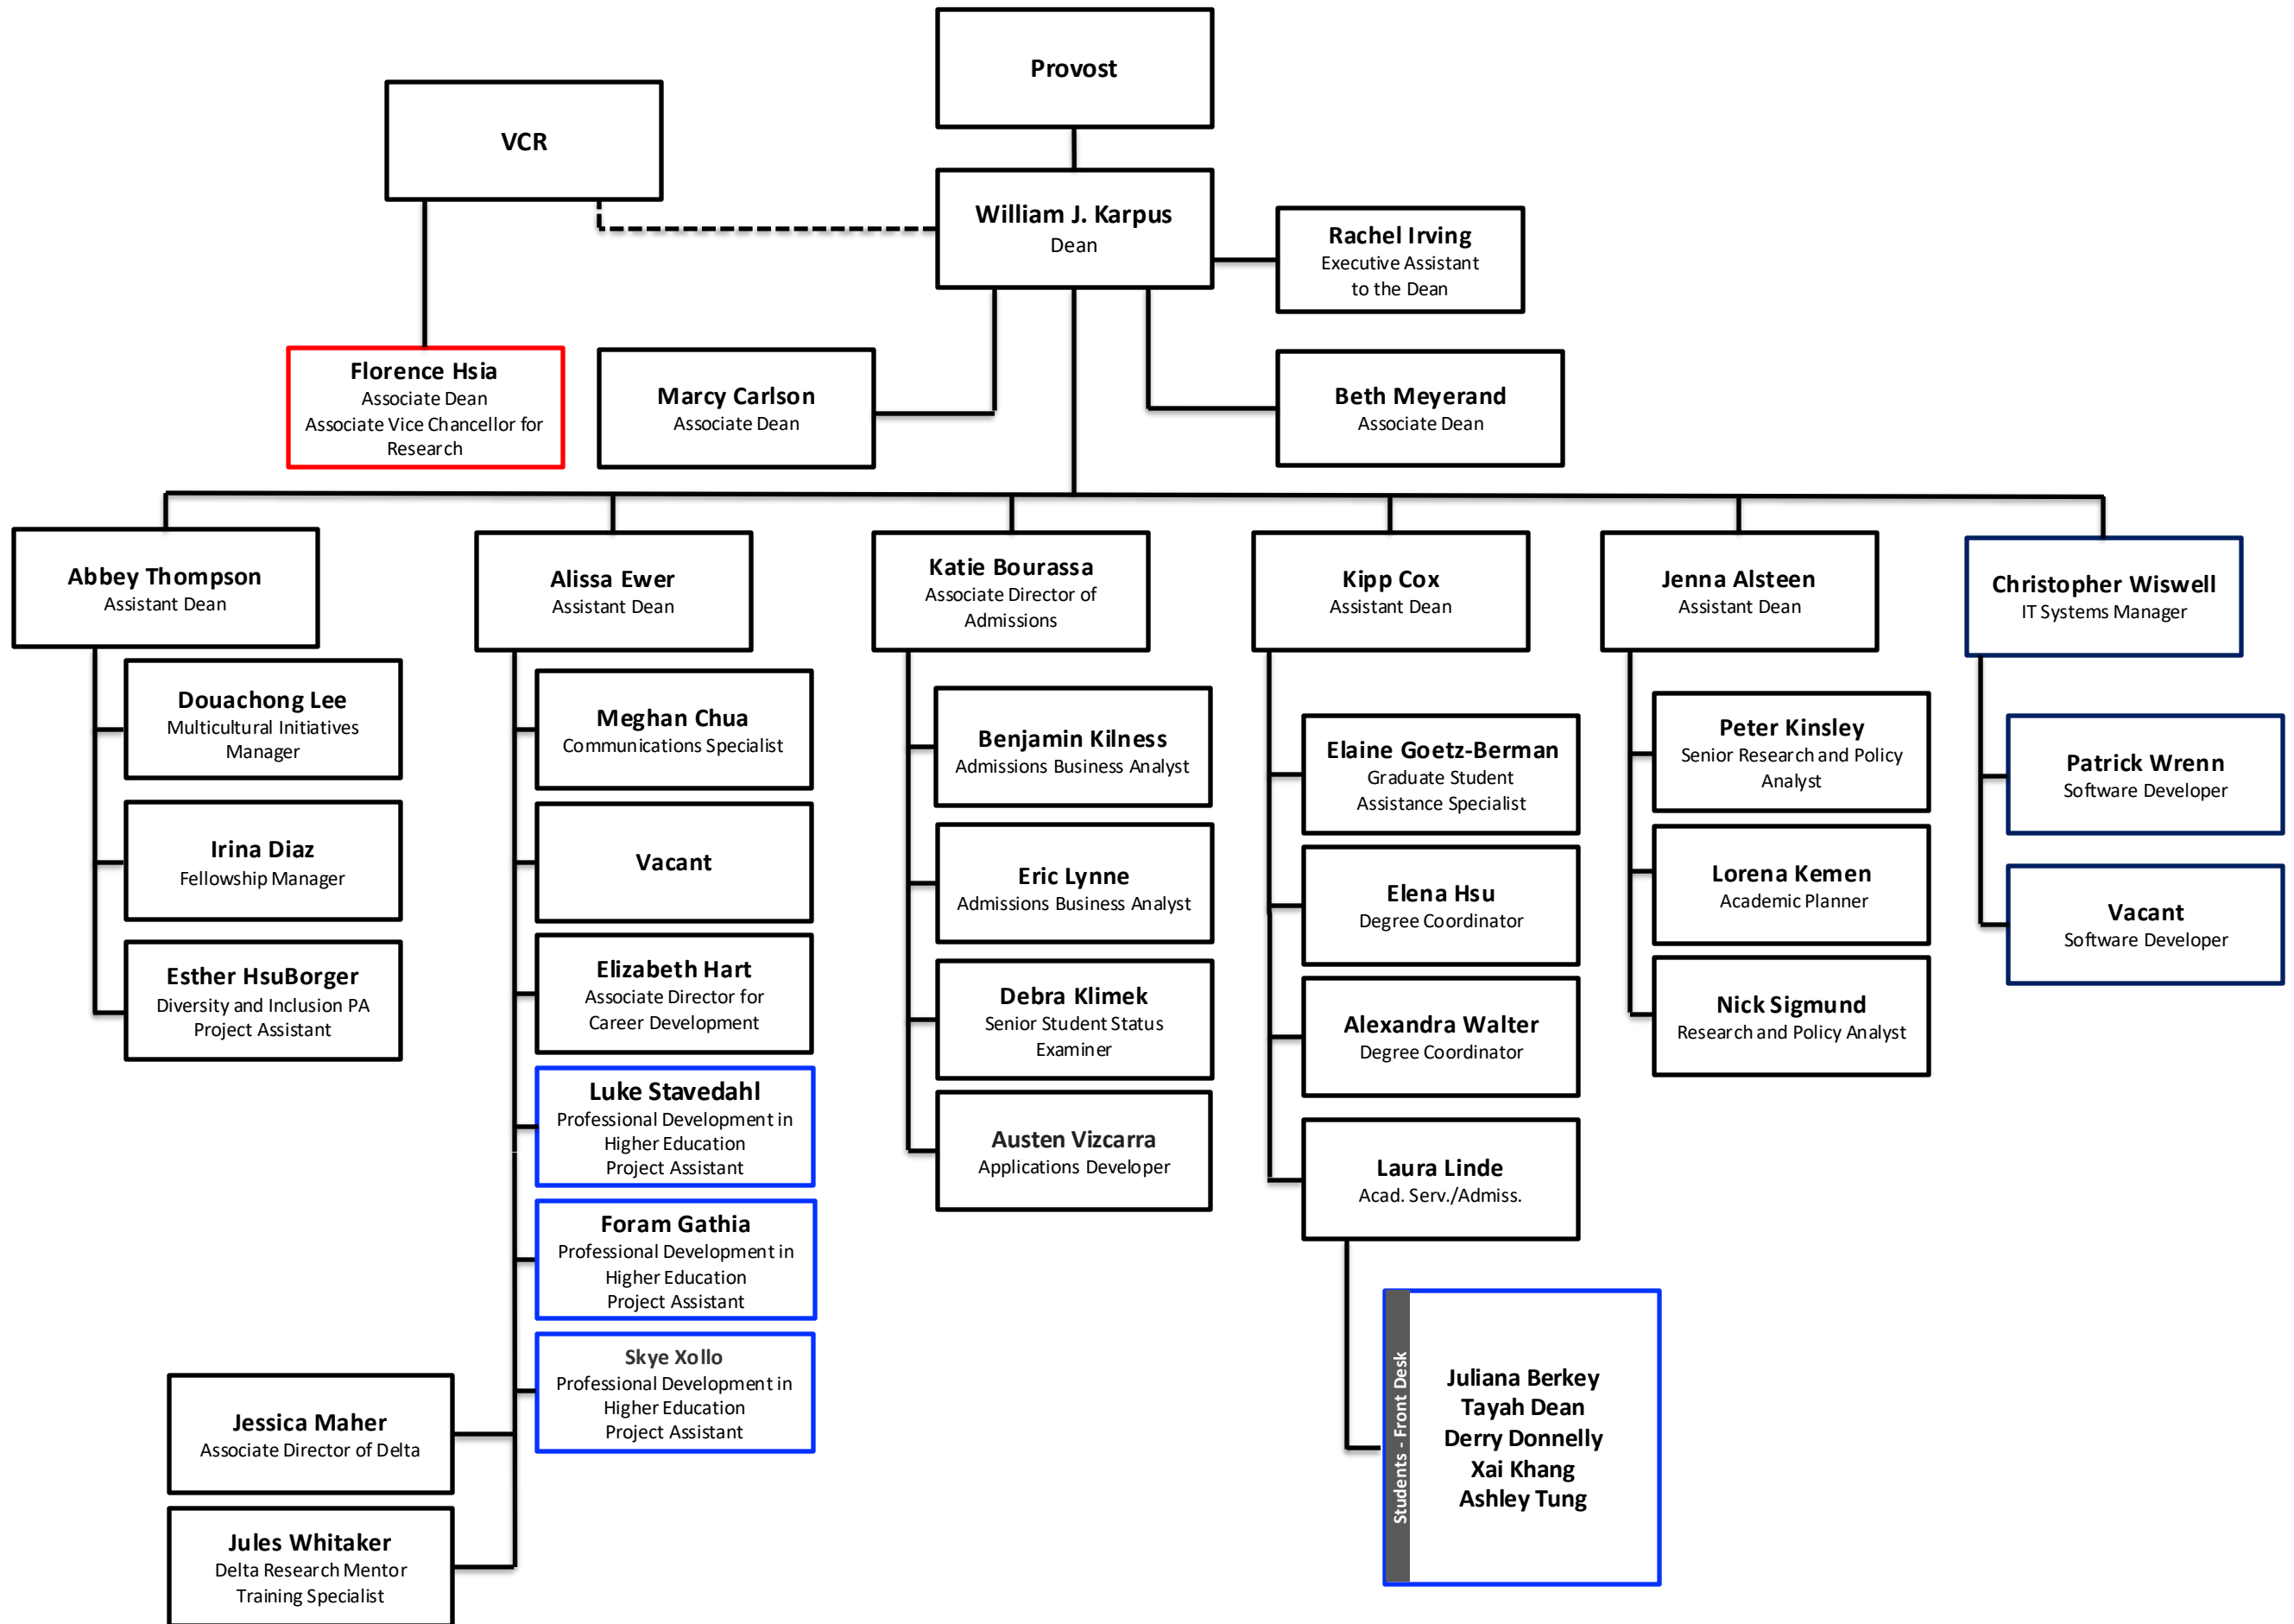 Provost
VCR
William J. Karpus
Dean
Rachel Irving
Executive Assistant
to the Dean
Florence Hsia
Associate Dean
Associate Vice Chancellor for
Research
Marcy Carlson
Associate Dean
Beth Meyerand
Associate Dean
Abbey Thompson
Assistant Dean
Douachong Lee
Multicultural Initiatives
Manager
Irina Diaz
Fellowship Manager
Esther HsuBorger
Diversity and Inclusion PA
Project Assistant
Alissa Ewer
Assistant Dean
Meghan Chua
Communications Specialist
Vacant
Elizabeth Hart
Associate Director for
Career Development
Luke Stavedahl
Professional Development in
Higher Education
Project Assistant
Foram Gathia
Professional Development in
Higher Education
Project Assistant
Skye Xollo
Professional Development in
Higher Education
Project Assistant
Jessica Maher
Associate Director of Delta
Jules Whitaker
Delta Research Mentor
Training Specialist
Katie Bourassa
Associate Director of
Admissions
Benjamin Kilness
Admissions Business Analyst
Eric Lynne
Admissions Business Analyst
Debra Klimek
Senior Student Status
Examiner
Austen Vizcarra
Applications Developer
Kipp Cox
Assistant Dean
Elaine Goetz-Berman
Graduate Student
Assistance Specialist
Elena Hsu
Degree Coordinator
Alexandra Walter
Degree Coordinator
Laura Linde
Acad. Serv./Admiss.
Students - Front Desk
Juliana Berkey
Tayah Dean
Derry Donnelly
Xai Khang
Ashley Tung
Jenna Alsteen
Assistant Dean
Peter Kinsley
Senior Research and Policy
Analyst
Lorena Kemen
Academic Planner
Nick Sigmund
Research and Policy Analyst
Christopher Wiswell
IT Systems Manager
Patrick Wrenn
Software Developer
Vacant
Software Developer